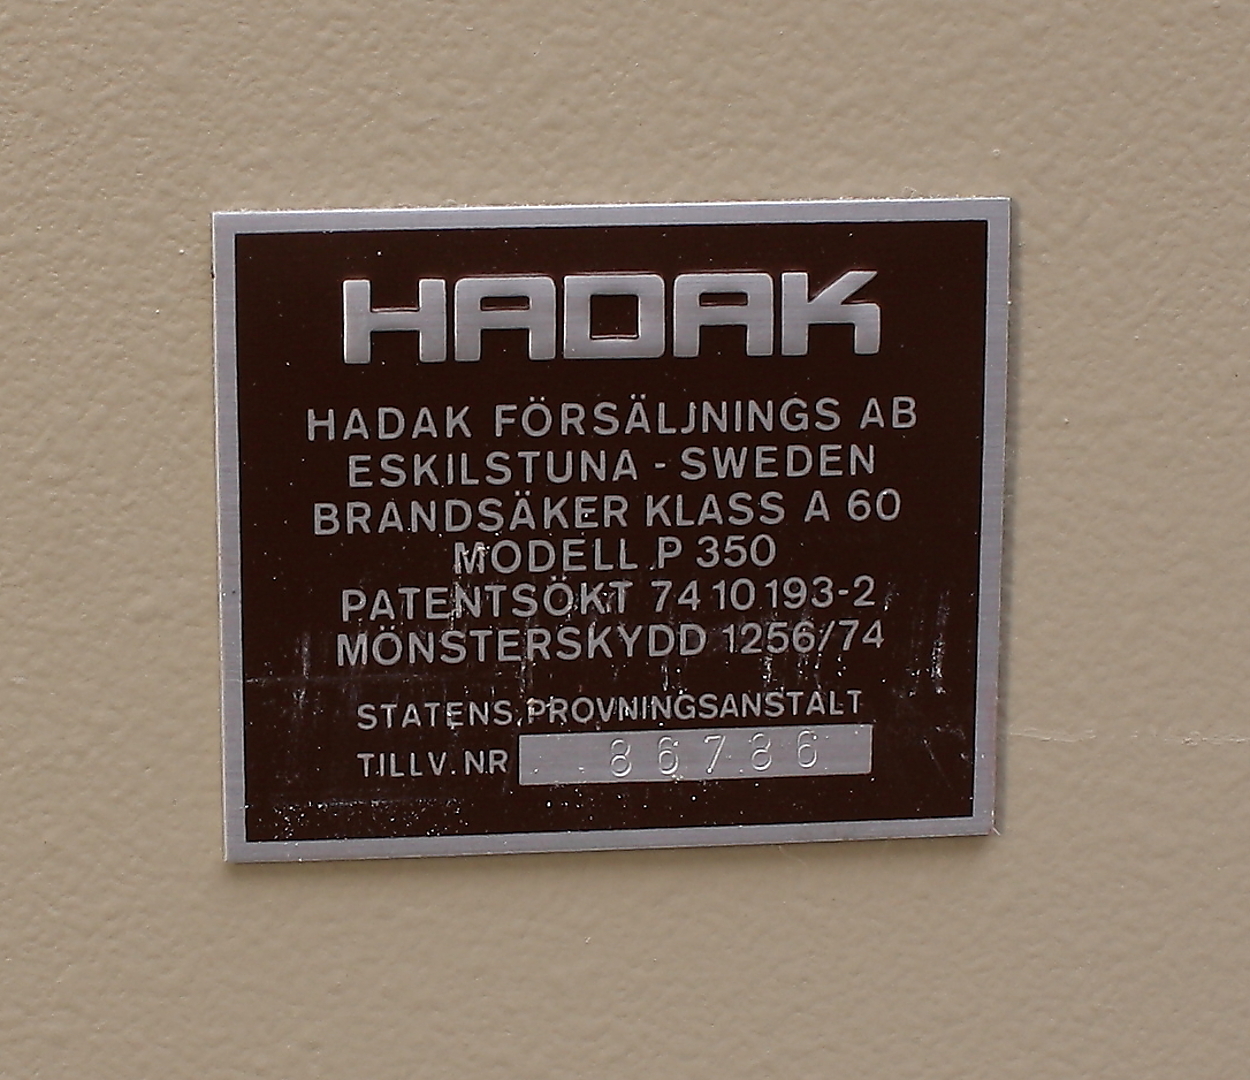 HADAK
HADAK FÖRSÄLJNINGS AB
ESKILSTUNA - SWEDEN
BRANDSÄKER KLASS A 60
MODELL P 350
PATENTSÖKT 74 10 193-2
MÖNSTERSKYDD 1256/74
STATENS PROVNINGSANSTALT
TILLV. NR 86786